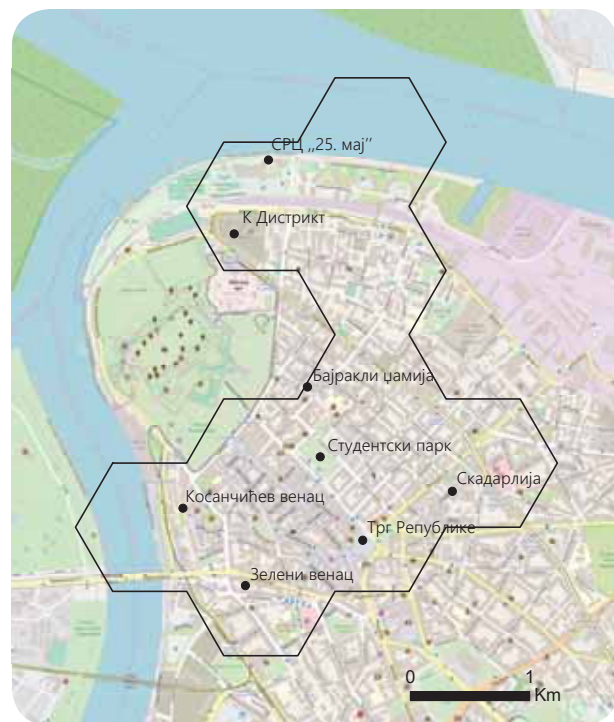 СРЦ ,,25. мај’’
К Дистрикт
Бајракли џамија
Студентски парк
Скадарлија
Косанчићев венац
Трг Републике
Зелени венац
0 1
Km